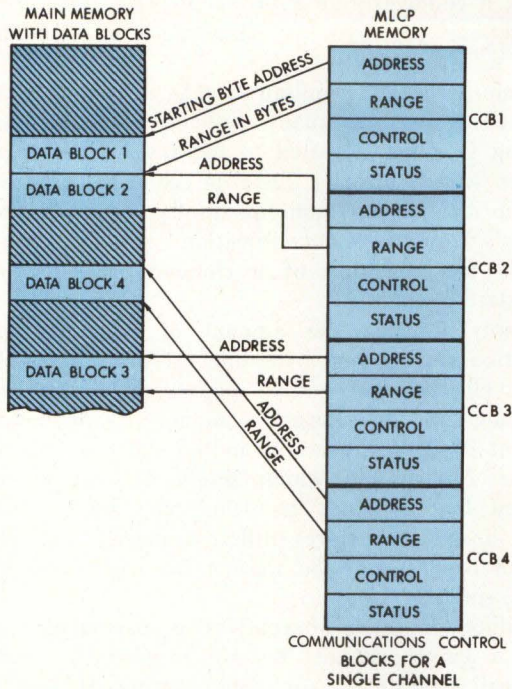 MAIN MEMORY
WITH DATA BLOCKS
MLCP
MEMORY
STARTING BYTE ADDRESS
RANGE IN BYTES
ADDRESS
RANGE
ADDRESS
RANGE
ADDRESS
RANGE
DATA BLOCK 1
DATA BLOCK 2
DATA BLOCK 4
DATA BLOCK 3
ADDRESS
RANGE
CONTROL
STATUS
CCB1
ADDRESS
RANGE
CONTROL
STATUS
CCB 2
ADDRESS
RANGE
CONTROL
STATUS
CCB 3
ADDRESS
RANGE
CONTROL
STATUS
CCB4
COMMUNICATIONS CONTROL
BLOCKS FOR A
SINGLE CHANNEL